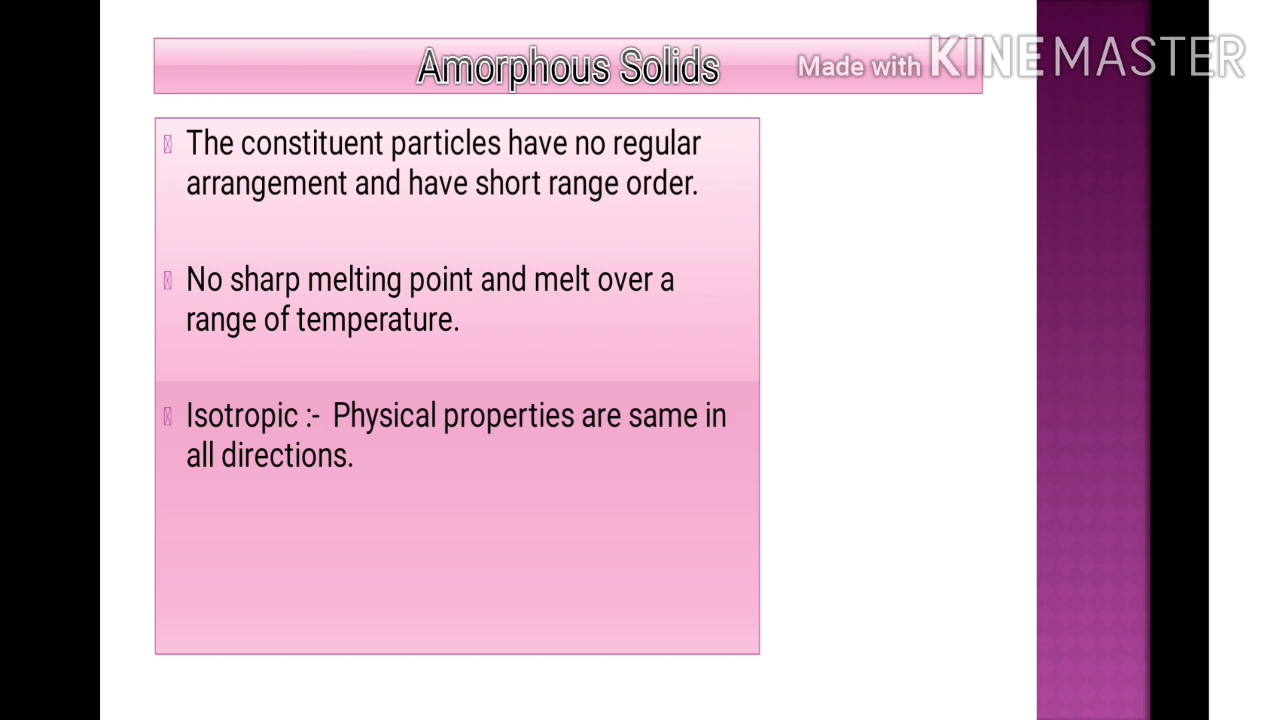 Amorphous Solids
Made with KINEMASTER
The constituent particles have no regular
arrangement and have short range order.
No sharp melting point and melt over a
range of temperature.
Isotropic :- Physical properties are same in
all directions.